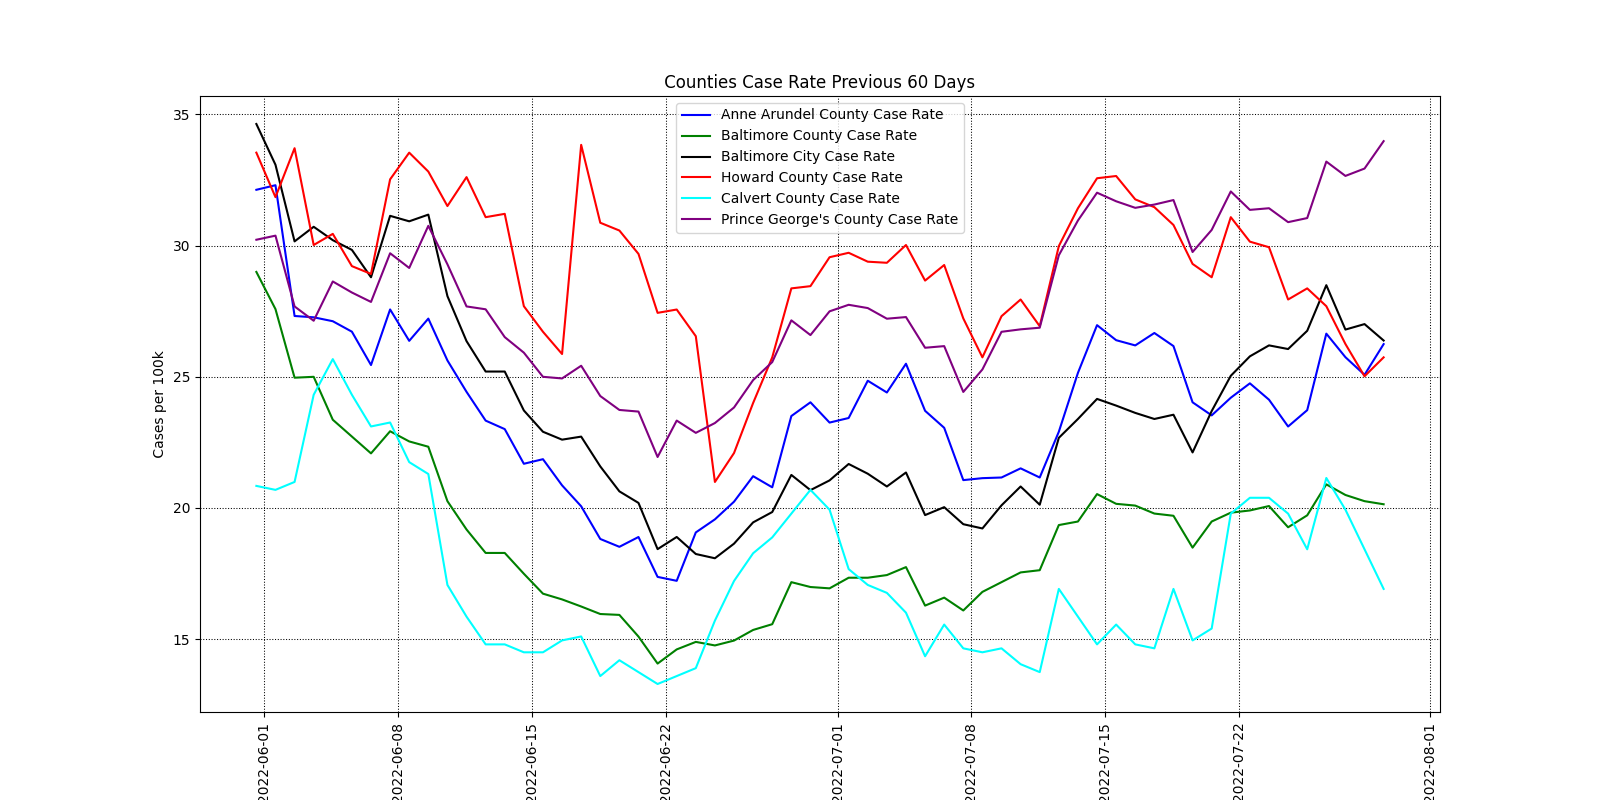 Counties Case Rate Previous 60 Days
35
30
25
20
15
Cases per 100k
Anne Arundel County Case Rate
Baltimore County Case Rate
Baltimore City Case Rate
Howard County Case Rate
Calvert County Case Rate
Prince George's County Case Rate
2022-06-01
2022-06-08
2022-06-15
2022-06-22
2022-07-01
2022-07-08
2022-07-15
2022-07-22
2022-08-01